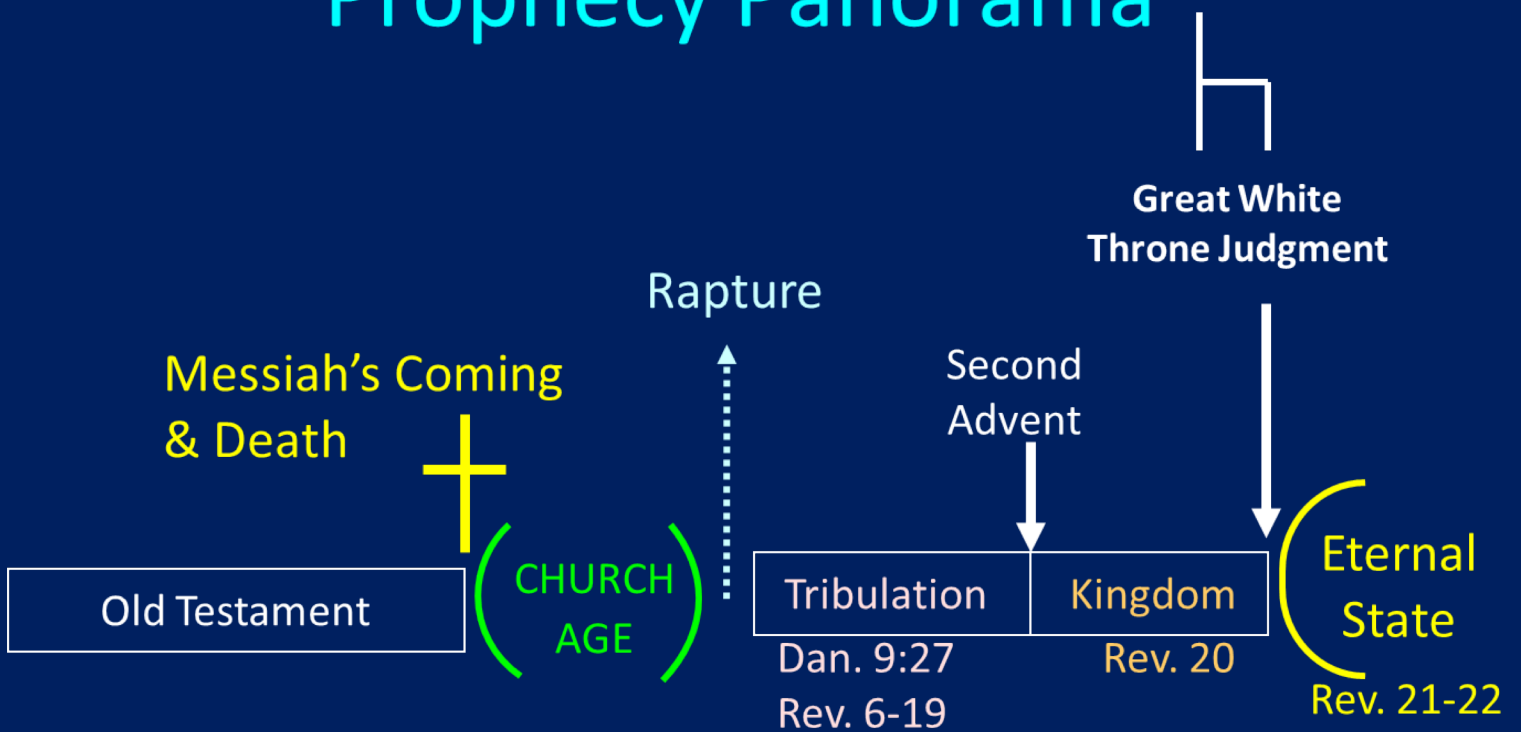 Prophecy Panorama
Great White
Throne Judgment
Rapture
Second
Advent
Messiah's Coming
& Death
Old Testament
CHURCH
AGE
Tribulation
Dan. 9:27
Rev. 6-19
Kingdom
Rev. 20
Eternal
State
Rev. 21-22